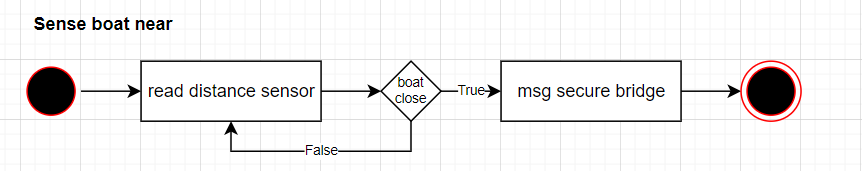 Sense boat near
read distance sensor
boat
close
True
msg secure bridge
False